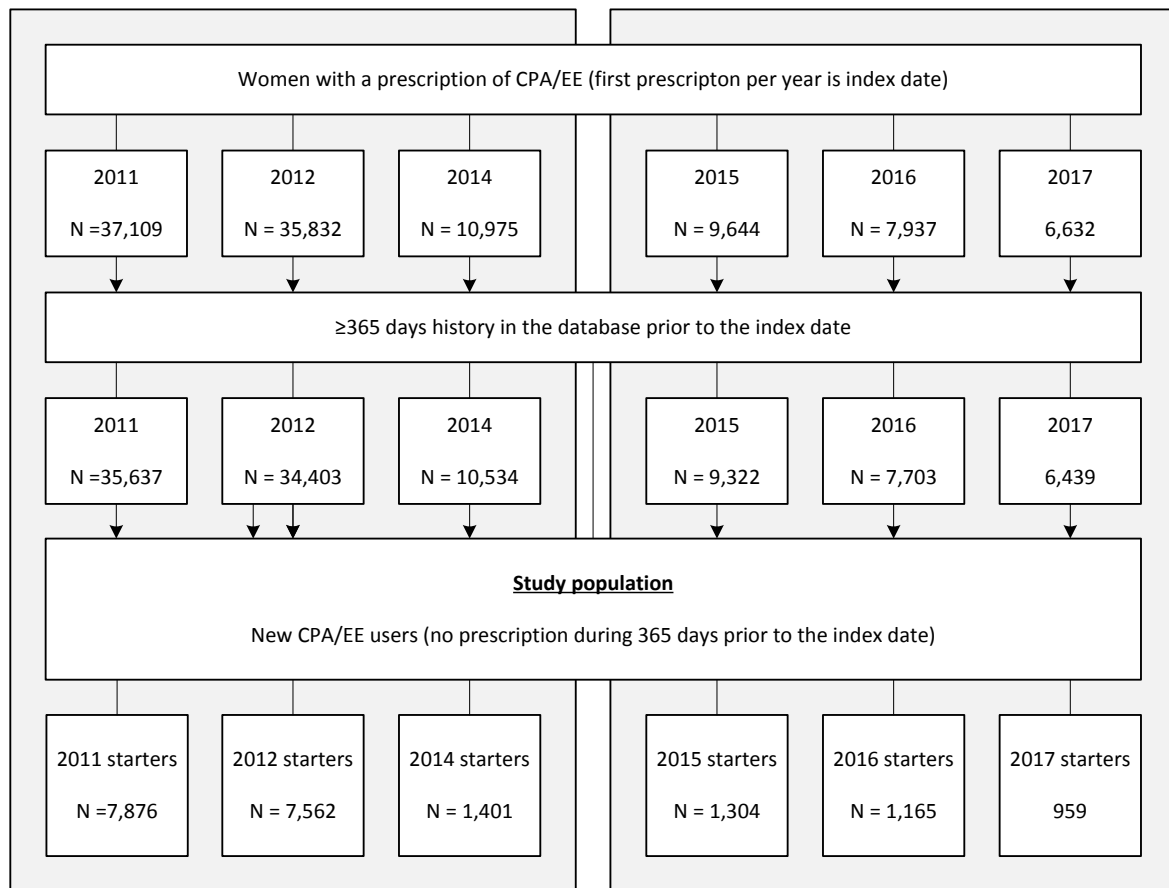 Women with a prescription of CPA/EE (first prescripton per year is index date)
2011
N =37,109
2012
N = 35,832
2014
N = 10,975
2015
N = 9,644
2016
N = 7,937
2017
6,632
≥365 days history in the database prior to the index date
2011
N =35,637
2012
N = 34,403
2014
N = 10,534
2015
N = 9,322
2016
N = 7,703
2017
6,439
Study population
New CPA/EE users (no prescription during 365 days prior to the index date)
2011 starters
N =7,876
2012 starters
N = 7,562
2014 starters
N = 1,401
2015 starters
N = 1,304
2016 starters
N = 1,165
2017 starters
959